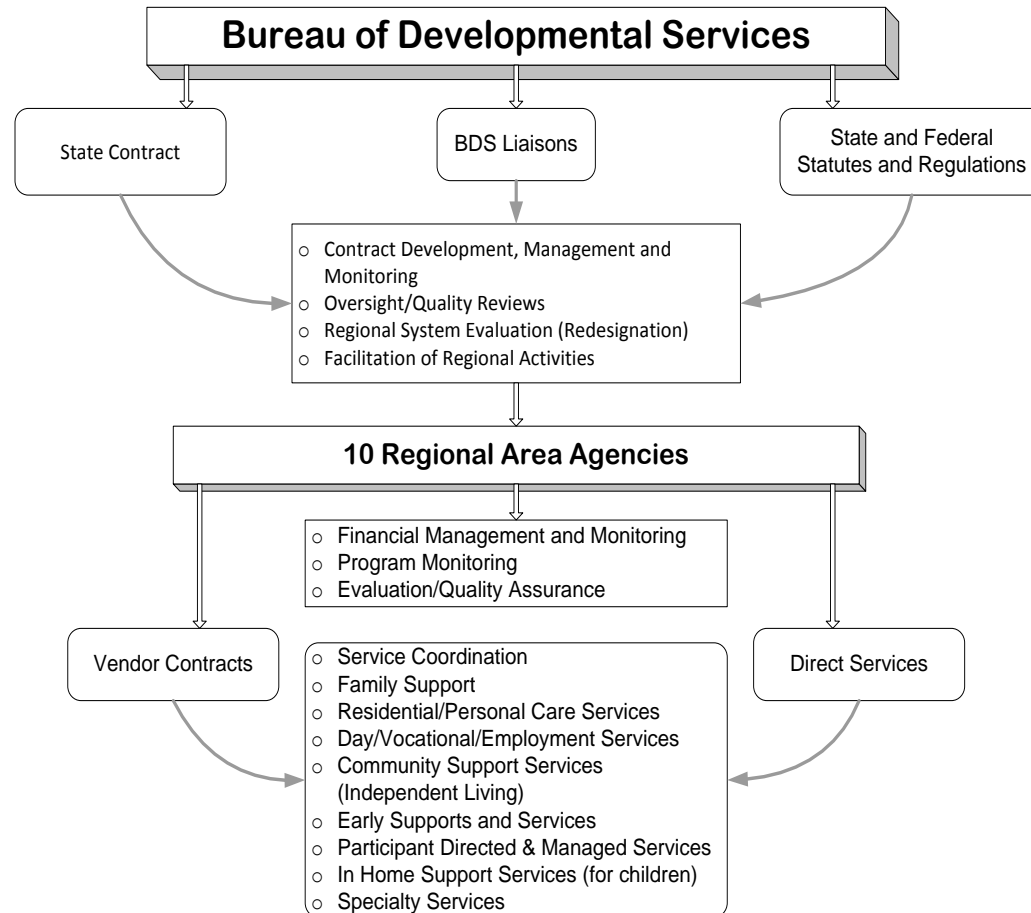 Bureau of Developmental Services
State Contract
BDS Liaisons
State and Federal
Statutes and Regulations
○ Contract Development, Management and
Monitoring
○ Oversight/Quality Reviews
○ Regional System Evaluation (Redesignation)
○ Facilitation of Regional Activities
10 Regional Area Agencies
○ Financial Management and Monitoring
○ Program Monitoring
○ Evaluation/Quality Assurance
Vendor Contracts
○ Service Coordination
○ Family Support
○ Residential/Personal Care Services
○ Day/Vocational/Employment Services
○ Community Support Services
(Independent Living)
○ Early Supports and Services
○ Participant Directed & Managed Services
○ In Home Support Services (for children)
○ Specialty Services
Direct Services